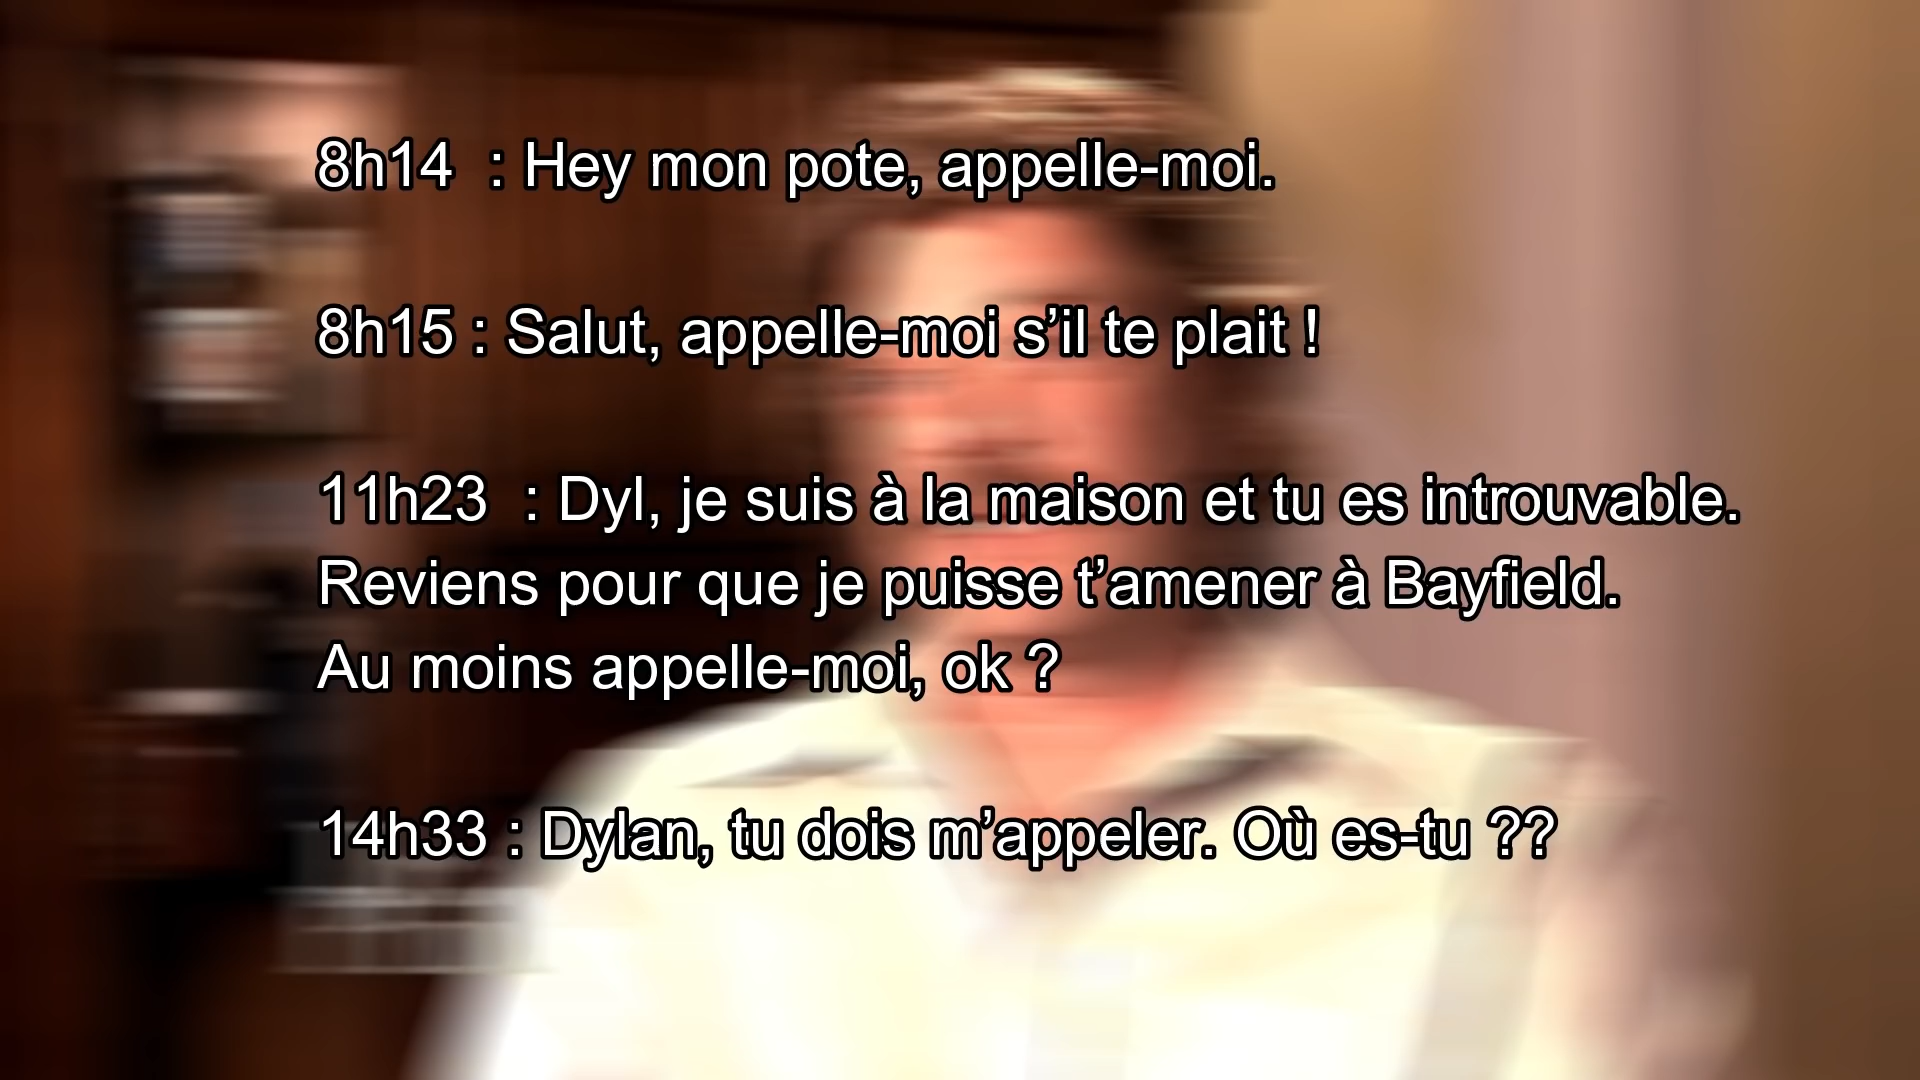 8h14  : Hey mon pote, appelle-moi.
8h15 : Salut, appelle-moi s’il te plait !
11h23  : Dyl, je suis à la maison et tu es introuvable.
Reviens pour que je puisse t’amener à Bayfield.
Au moins appelle-moi, ok ?
14h33 : Dylan, tu dois m’appeler. Où es-tu ??